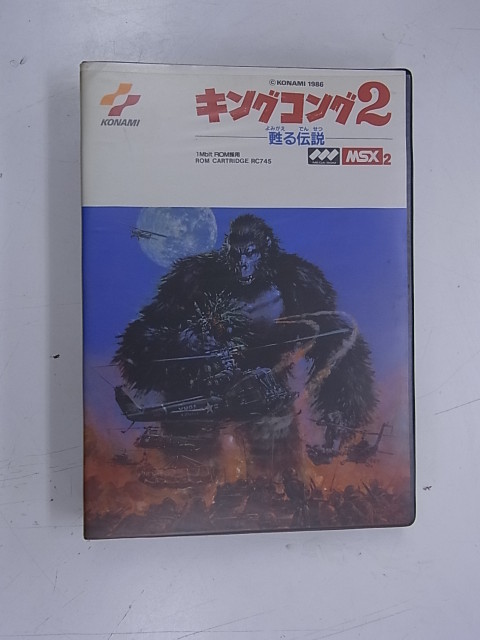 © KONAMI 1986
KONAMI
キングコング2
よみがえ でんせつ
甦る伝説
1Mbit ROM専用
ROM CARTRIDGE RC745
MSX2